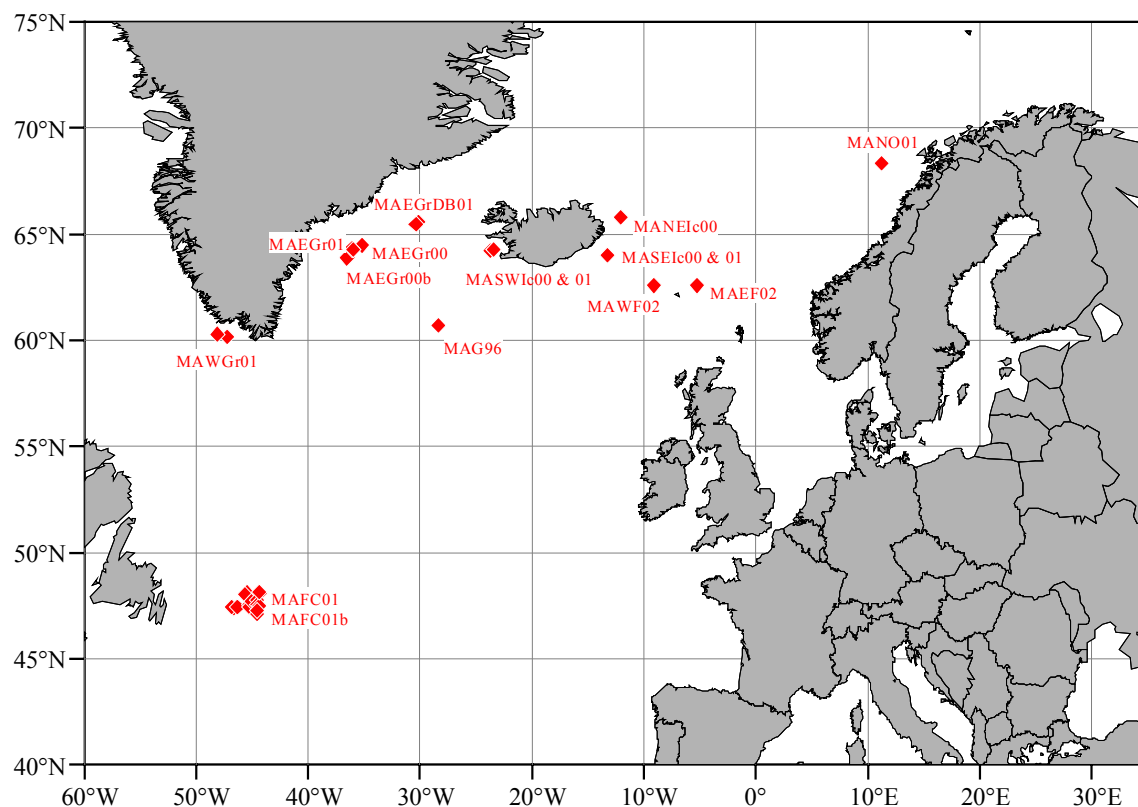 75°N
70°N
MANO01
MAEGrDB01
65°N
MAEGr01
MAEGr00
MANEIc00
MAEGr00b
MASWIc00 & 01
MASEIc00 & 01
MAWF02
MAEF02
60°N
MAWGr01
MAG96
55°N
50°N
MAFC01
MAFC01b
45°N
40°N
60°W
50°W
40°W
30°W
20°W
10°W
0°
10°E
20°E
30°E